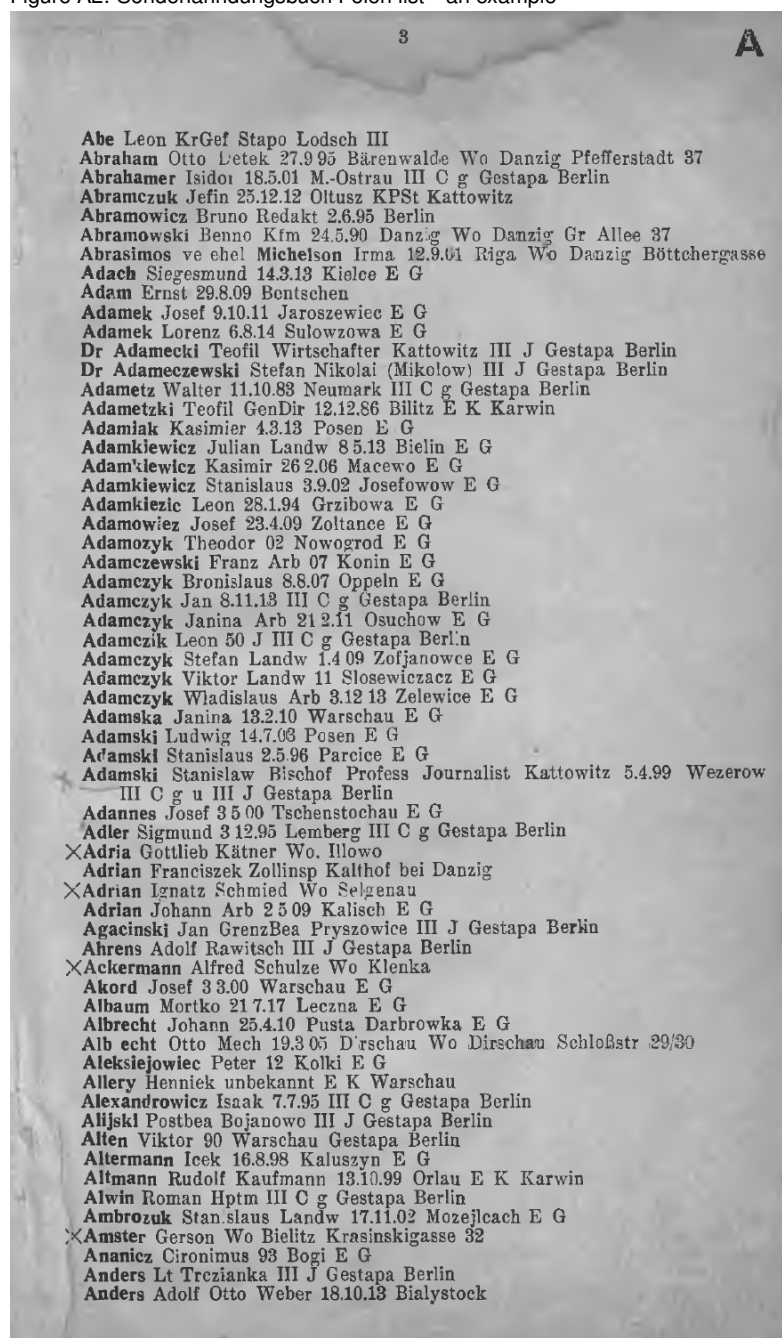 Figure A2: Sonderfahndungsbuch Polen list – an example
3
A
Abe Leon KrGef Stapo Lodsch III
Abraham Otto Detek 27.9 95 Bärenwalde Wo Danzig Pfefferstadt 37
Abrahamer Isidor 18.5.01 M.-Ostrau III C g Gestapa Berlin
Abramczuk Jefin 25.12.12 Oltusz KPSt Kattowitz
Abramowicz Bruno Redakt 2.6.95 Berlin
Abramowski Benno Kfm 24.5.90 Danzig Wo Danzig Gr Allee 37
Abrasimos ve ehel Michelson Irma 12.9.01 Riga Wo Danzig Böttchergasse
Adach Siegesmund 14.3.13 Kielce E G
Adam Ernst 29.8.09 Bentschen
Adamek Josef 9.10.11 Jaroszewiec E G
Adamek Lorenz 6.8.14 Sulowzowa E G
Dr Adamecki Teofil Wirtschafter Kattowitz III J Gestapa Berlin
Dr Adameczewski Stefan Nikolai (Mikolow) III J Gestapa Berlin
Adametz Walter 11.10.83 Neumark III C g Gestapa Berlin
Adametzki Teofil GenDir 12.12.86 Bilitz E K Karwin
Adamiak Kasimier 4.3.13 Posen E G
Adamkiewicz Julian Landw 8 5.13 Bielin E G
Adamkiewicz Kasimir 26 2.06 Macewo E G
Adamkiewicz Stanislaus 3.9.02 Josefowow E G
Adamkiezic Leon 28.1.94 Grzibowa E G
Adamowiez Josef 23.4.09 Zoltance E G
Adamozyk Theodor 02 Nowogrod E G
Adamczewski Franz Arb 07 Konin E G
Adamczyk Bronislaus 8.8.07 Oppeln E G
Adamczyk Jan 8.11.13 III C g Gestapa Berlin
Adamczyk Janina Arb 21 2.11 Osuchow E G
Adamczik Leon 50 J III C g Gestapa Berlin
Adamczyk Stefan Landw 1.4 09 Zofjanowce E G
Adamczyk Viktor Landw 11 Slosewiczacz E G
Adamczyk Wladislaus Arb 3.12 13 Zelewice E G
Adamska Janina 13.2.10 Warschau E G
Adamski Ludwig 14.7.03 Posen E G
Adamski Stanislaus 2.5.96 Parcice E G
Adamski Stanislaw Bischof Profess Journalist Kattowitz 5.4.99 Wezerow
III C g u III J Gestapa Berlin
Adannes Josef 3 5 00 Tschenstochau E G
Adler Sigmund 3 12.95 Lemberg III C g Gestapa Berlin
XAdria Gottlieb Kätner Wo. Illowo
Adrian Franciszek Zollinsp Kalthof bei Danzig
XAdrian Ignatz Schmied Wo Selgenau
Adrian Johann Arb 2 5 09 Kalisch E G
Agacinski Jan GrenzBea Pryszowice III J Gestapa Berlin
Ahrens Adolf Rawitsch III J Gestapa Berlin
XAckermann Alfred Schulze Wo Klenka
Akord Josef 3 3.00 Warschau E G
Albaum Mortko 21 7.17 Leczna E G
Albrecht Johann 25.4.10 Pusta Darbrowka E G
Alb echt Otto Mech 19.3 05 Dirschau Wo Dirschau Schloßstr 29/30
Aleksiejowiec Peter 12 Kolki E G
Allery Henniek unbekannt E K Warschau
Alexandrowicz Isaak 7.7.95 III C g Gestapa Berlin
Alijski Postbea Bojanowo III J Gestapa Berlin
Alten Viktor 90 Warschau Gestapa Berlin
Altermann Icek 16.8.98 Kaluszyn E G
Altmann Rudolf Kaufmann 13.10.99 Orlau E K Karwin
Alwin Roman Hptm III C g Gestapa Berlin
Ambrozuk Stanislaus Landw 17.11.02 Mozejlcach E G
XAmster Gerson Wo Bielitz Krasinskigasse 32
Ananicz Cironimus 93 Bogi E G
Anders Lt Trczianka III J Gestapa Berlin
Anders Adolf Otto Weber 18.10.13 Bialystock